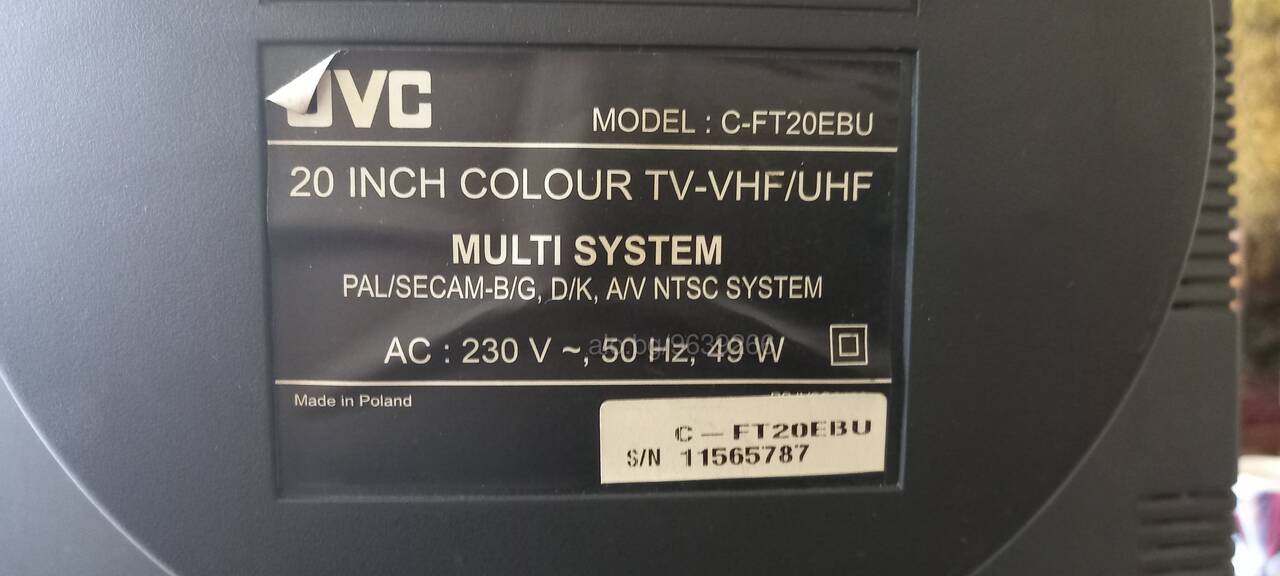 JVC
MODEL : C-FT20EBU
20 INCH COLOUR TV-VHF/UHF
MULTI SYSTEM
PAL/SECAM-B/G, D/K, A/V NTSC SYSTEM
AC : 230 V ~, 50 Hz, 49 W
Made in Poland
C – FT20EBU
S/N 11565787